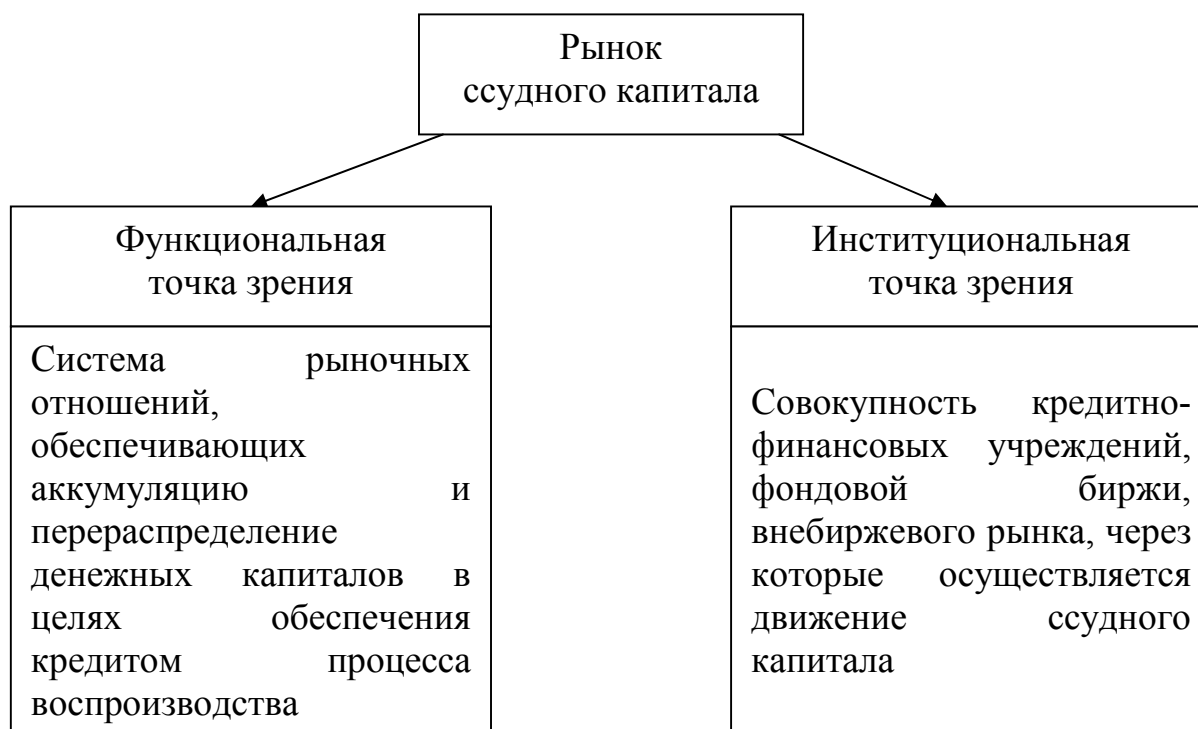 Рынок
ссудного капитала
Функциональная
точка зрения
Система рыночных
отношений,
обеспечивающих
аккумуляцию и
перераспределение
денежных капиталов в
целях обеспечения
кредитом процесса
воспроизводства
Институциональная
точка зрения
Совокупность кредитно-
финансовых учреждений,
фондовой биржи,
внебиржевого рынка, через
которые осуществляется
движение ссудного
капитала